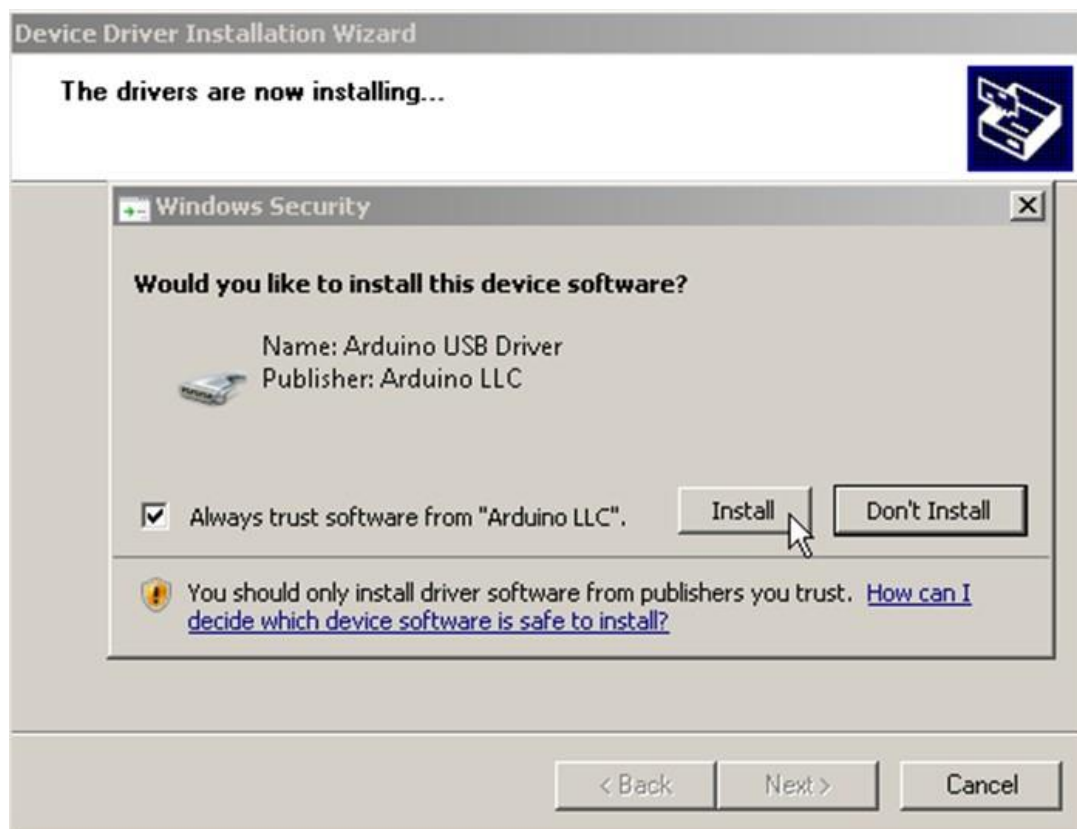 Device Driver Installation Wizard
The drivers are now installing...
Windows Security
Would you like to install this device software?
Name: Arduino USB Driver
Publisher: Arduino LLC
Always trust software from "Arduino LLC".
Install
Don't Install
You should only install driver software from publishers you trust. How can I
decide which device software is safe to install?
< Back
Next >
Cancel